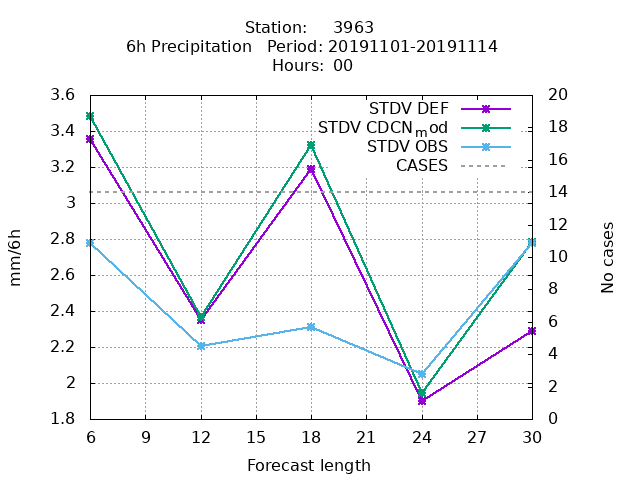 Station: 3963
6h Precipitation Period: 20191101-20191114
Hours: 00
STDV DEF
STDV CDCNmod
STDV OBS
CASES
mm/6h
3.6
3.4
3.2
3
2.8
2.6
2.4
2.2
2
1.8
20
18
16
14
12
10
8
6
4
2
0
No cases
6 9 12 15 18 21 24 27 30
Forecast length